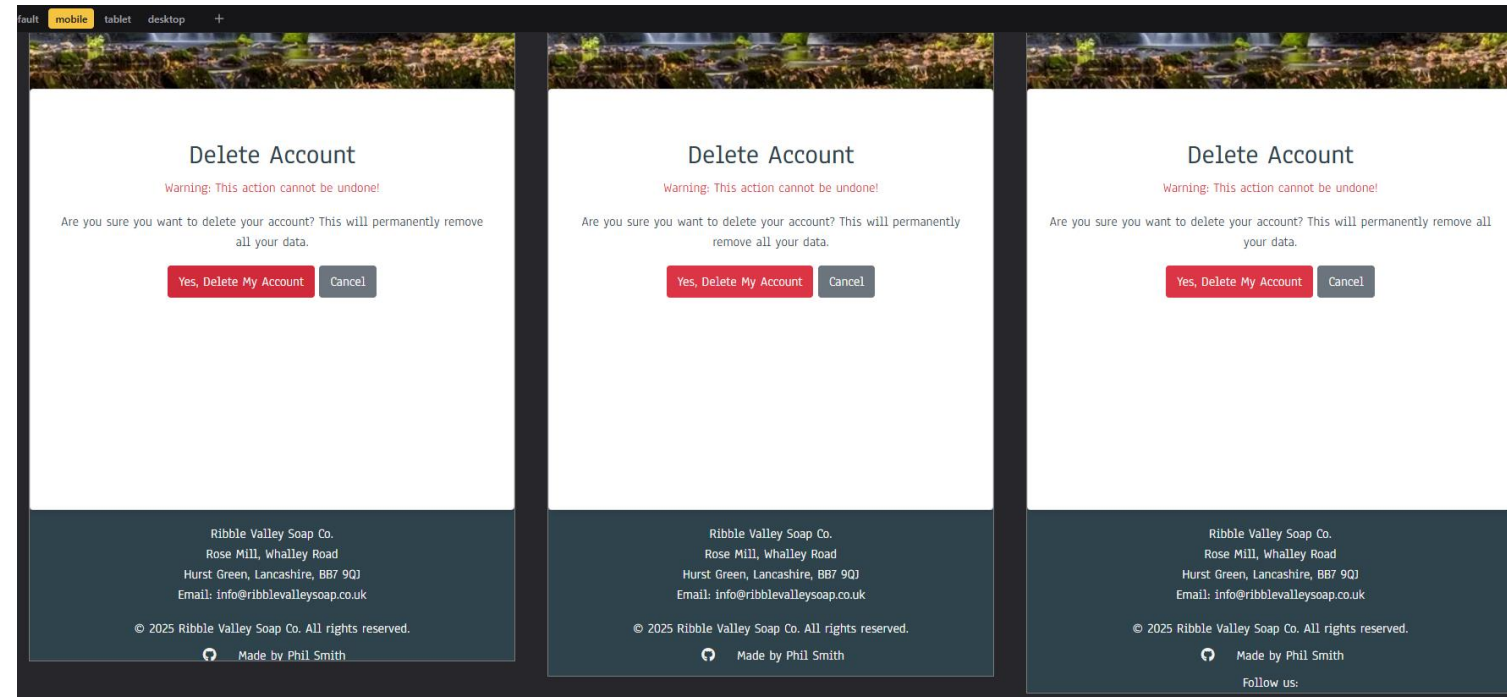 fault mobile tablet desktop +
Delete Account
Warning: This action cannot be undone!
Are you sure you want to delete your account? This will permanently remove
all your data.
Yes, Delete My Account Cancel
Ribble Valley Soap Co.
Rose Mill, Whalley Road
Hurst Green, Lancashire, BB7 9QJ
Email: info@ribblevalleysoap.co.uk
© 2025 Ribble Valley Soap Co. All rights reserved.
Made by Phil Smith
Delete Account
Warning: This action cannot be undone!
Are you sure you want to delete your account? This will permanently
remove all your data.
Yes, Delete My Account Cancel
Ribble Valley Soap Co.
Rose Mill, Whalley Road
Hurst Green, Lancashire, BB7 9QJ
Email: info@ribblevalleysoap.co.uk
© 2025 Ribble Valley Soap Co. All rights reserved.
Made by Phil Smith
Delete Account
Warning: This action cannot be undone!
Are you sure you want to delete your account? This will permanently remove all
your data.
Yes, Delete My Account Cancel
Ribble Valley Soap Co.
Rose Mill, Whalley Road
Hurst Green, Lancashire, BB7 9QJ
Email: info@ribblevalleysoap.co.uk
© 2025 Ribble Valley Soap Co. All rights reserved.
Made by Phil Smith
Follow us: